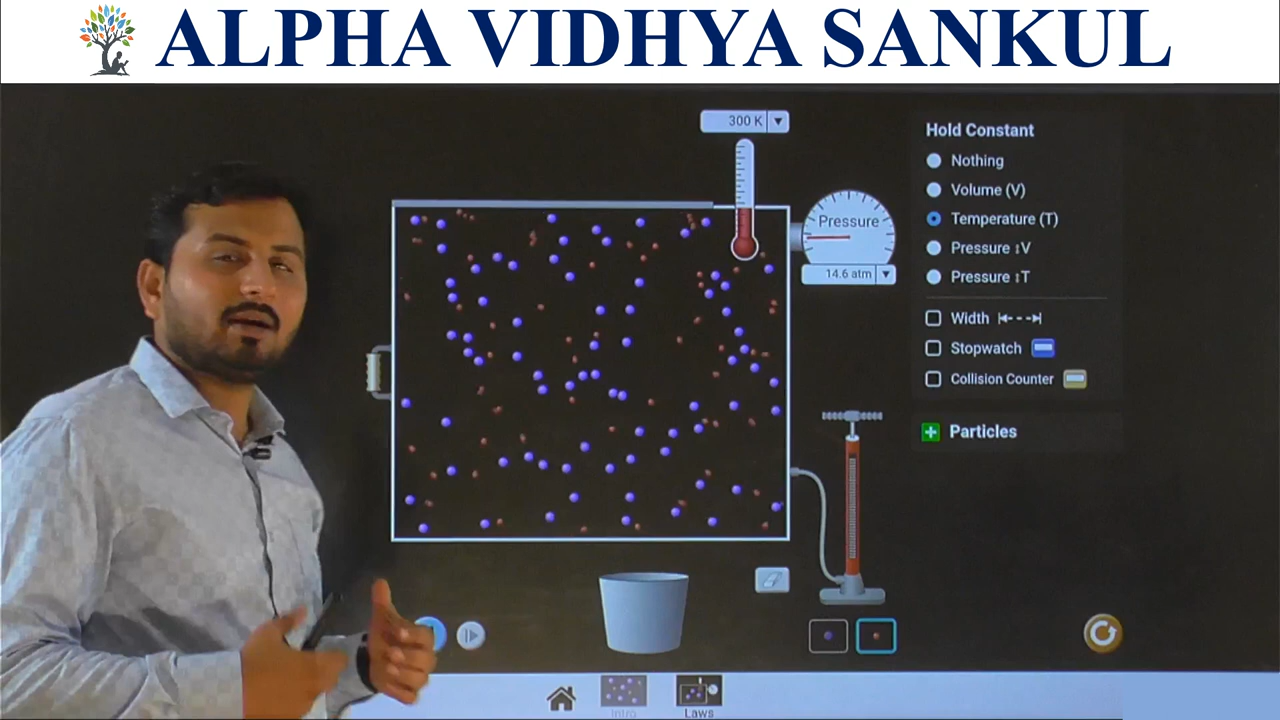 ALPHA VIDHYA SANKUL
300 K
Hold Constant
Nothing
Volume (V)
Pressure
Temperature (T)
Pressure ↕V
14.6 atm
Pressure ↕T
Width
Stopwatch
Collision Counter
Particles
Intro
Laws